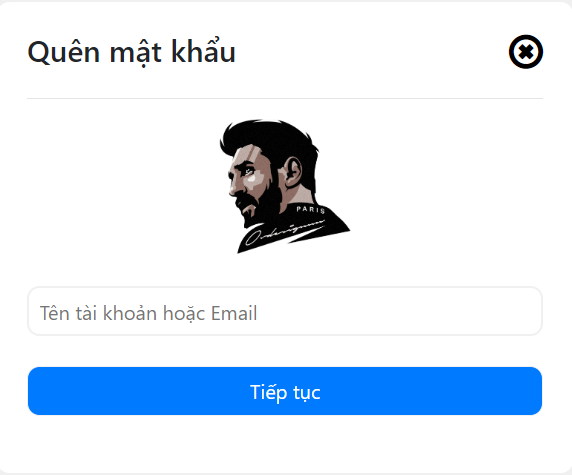 Quên mật khẩu
PARIS
Tên tài khoản hoặc Email
Tiếp tục